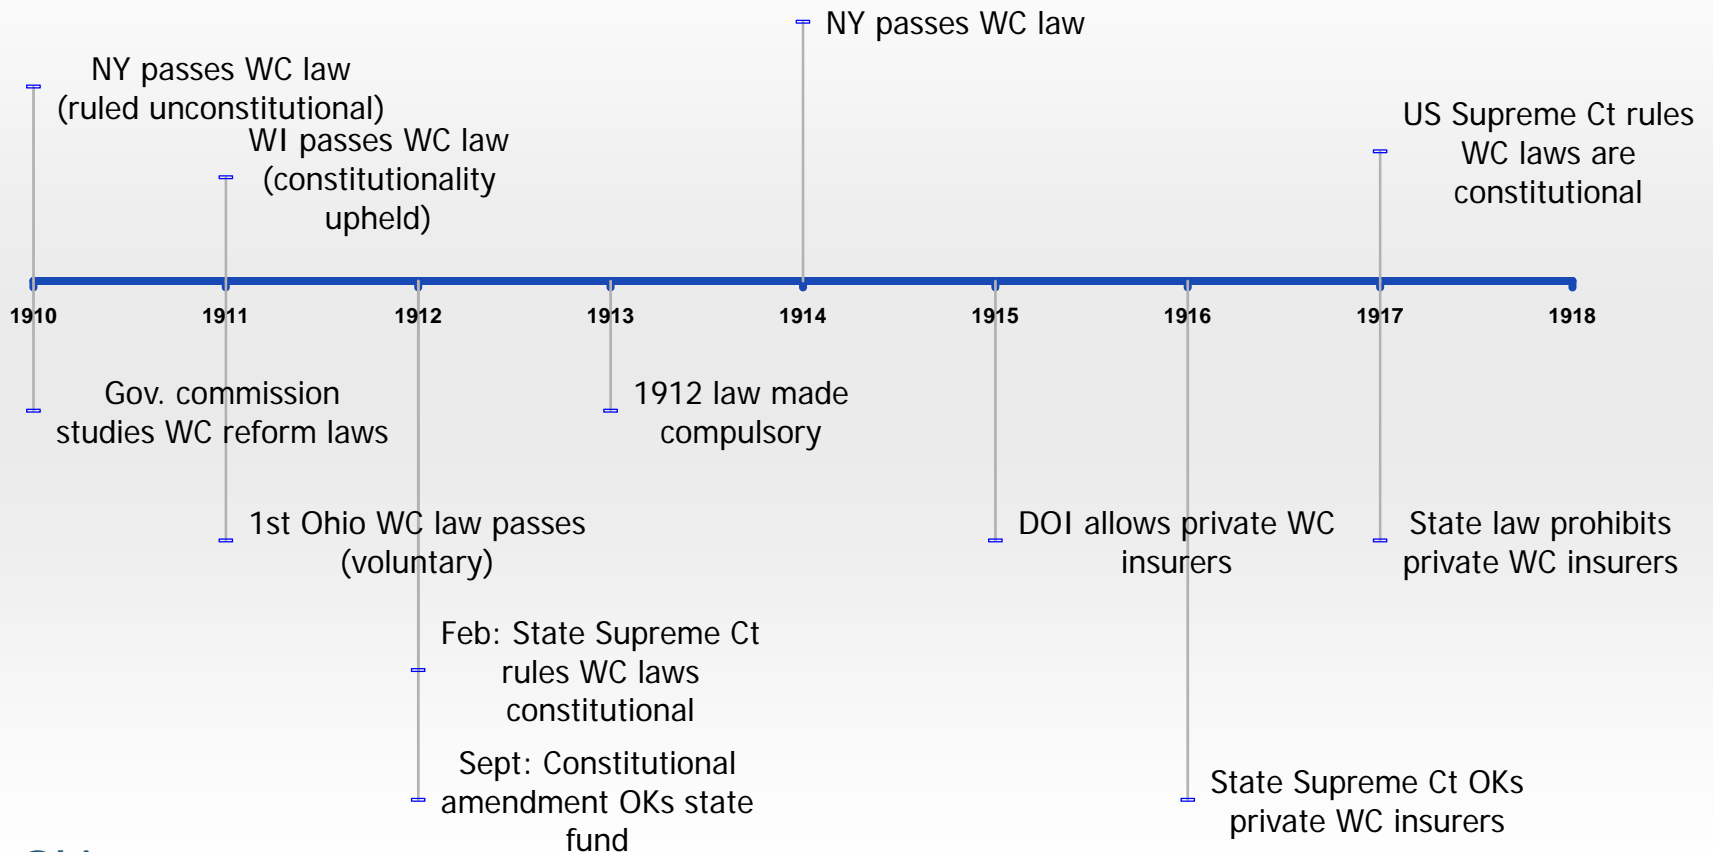 NY passes WC law
NY passes WC law
(ruled unconstitutional)
WI passes WC law
(constitutionality
upheld)
US Supreme Ct rules
WC laws are
constitutional
1910
1911
1912
1913
1914
1915
1916
1917
1918
Gov. commission
studies WC reform laws
1912 law made
compulsory
1st Ohio WC law passes
(voluntary)
DOI allows private WC
insurers
State law prohibits
private WC insurers
Feb: State Supreme Ct
rules WC laws
constitutional
Sept: Constitutional
amendment OKs state
fund
State Supreme Ct OKs
private WC insurers